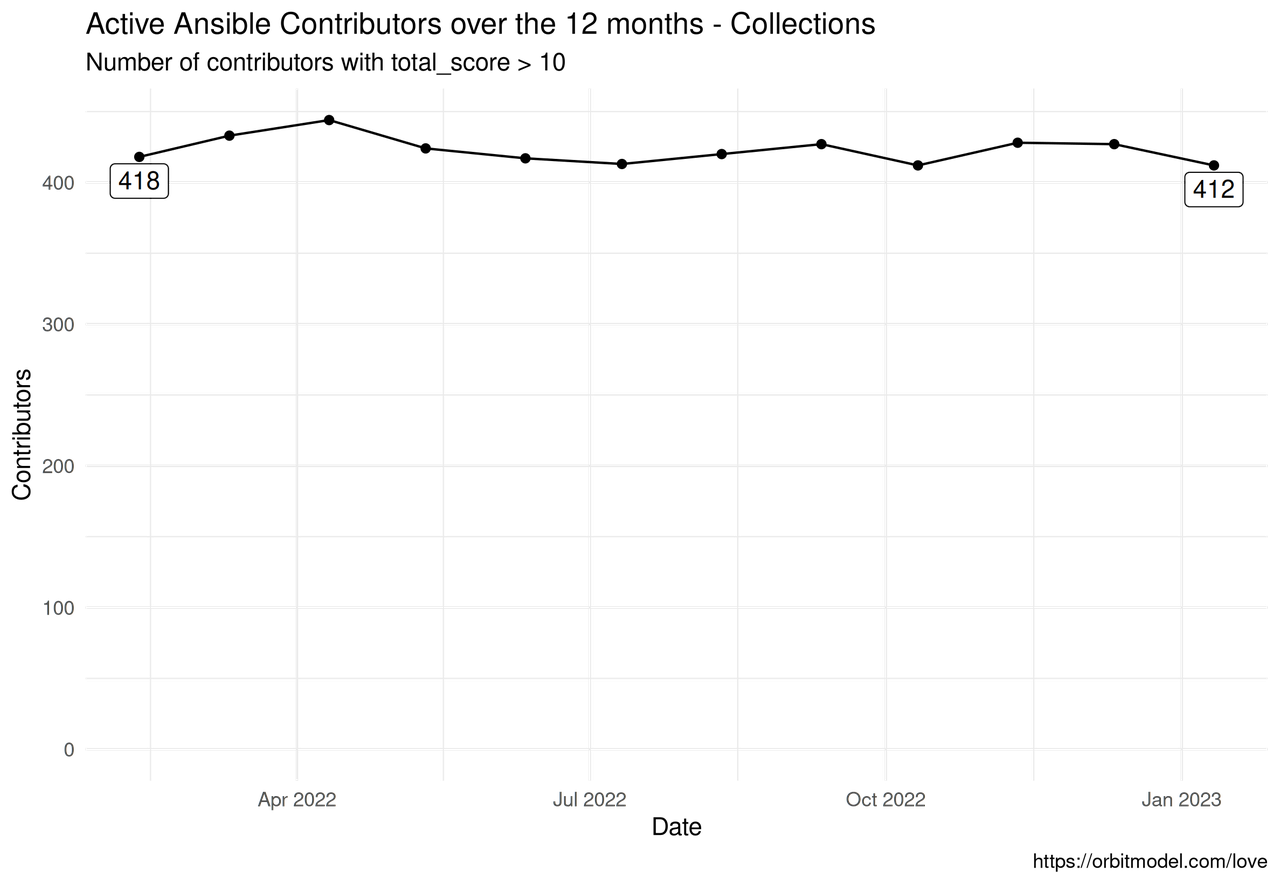 Active Ansible Contributors over the 12 months - Collections
Number of contributors with total_score > 10
418
412
400
300
200
100
0
Contributors
Apr 2022
Jul 2022
Oct 2022
Jan 2023
Date
https://orbitmodel.com/love